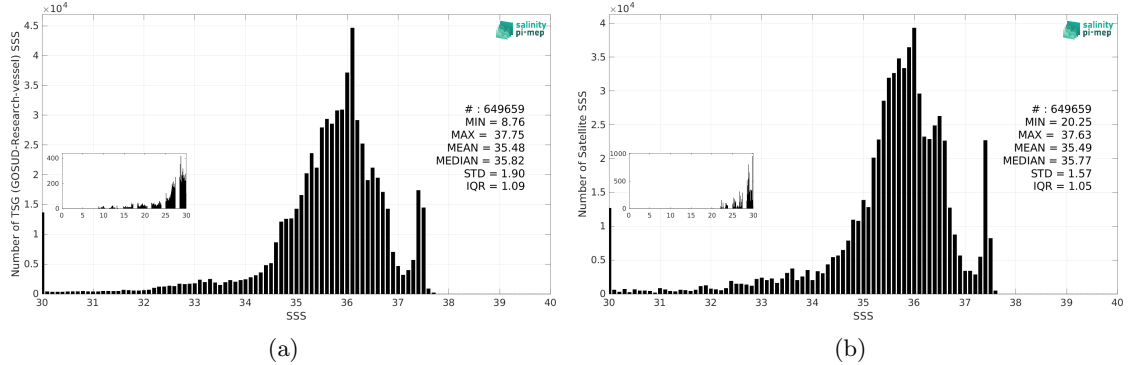 ×10⁴
4.5
4
3.5
3
2.5
2
1.5
1
0.5
0
Number of TSG (GOSUD-Research-vessel) SSS
salinity
pi-mep
# : 649659
MIN = 8.76
MAX = 37.75
MEAN = 35.48
MEDIAN = 35.82
STD = 1.90
IQR = 1.09
400
200
0
0 5 10 15 20 25 30
30 31 32 33 34 35 36 37 38 39 40
SSS
(a)
×10⁴
4
3.5
3
2.5
2
1.5
1
0.5
0
Number of Satellite SSS
salinity
pi-mep
# : 649659
MIN = 20.25
MAX = 37.63
MEAN = 35.49
MEDIAN = 35.77
STD = 1.57
IQR = 1.05
1000
500
0
0 5 10 15 20 25 30
30 31 32 33 34 35 36 37 38 39 40
SSS
(b)